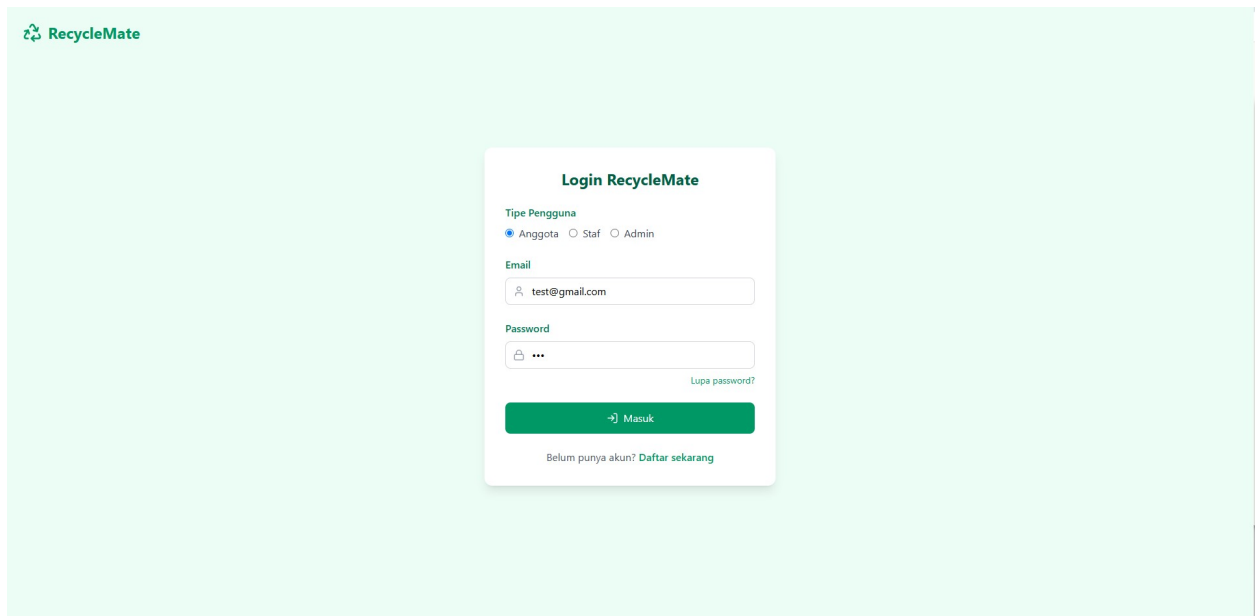 RecycleMate
Login RecycleMate
Tipe Pengguna
Anggota Staf Admin
Email
test@gmail.com
Password
•••
Lupa password?
Masuk
Belum punya akun? Daftar sekarang